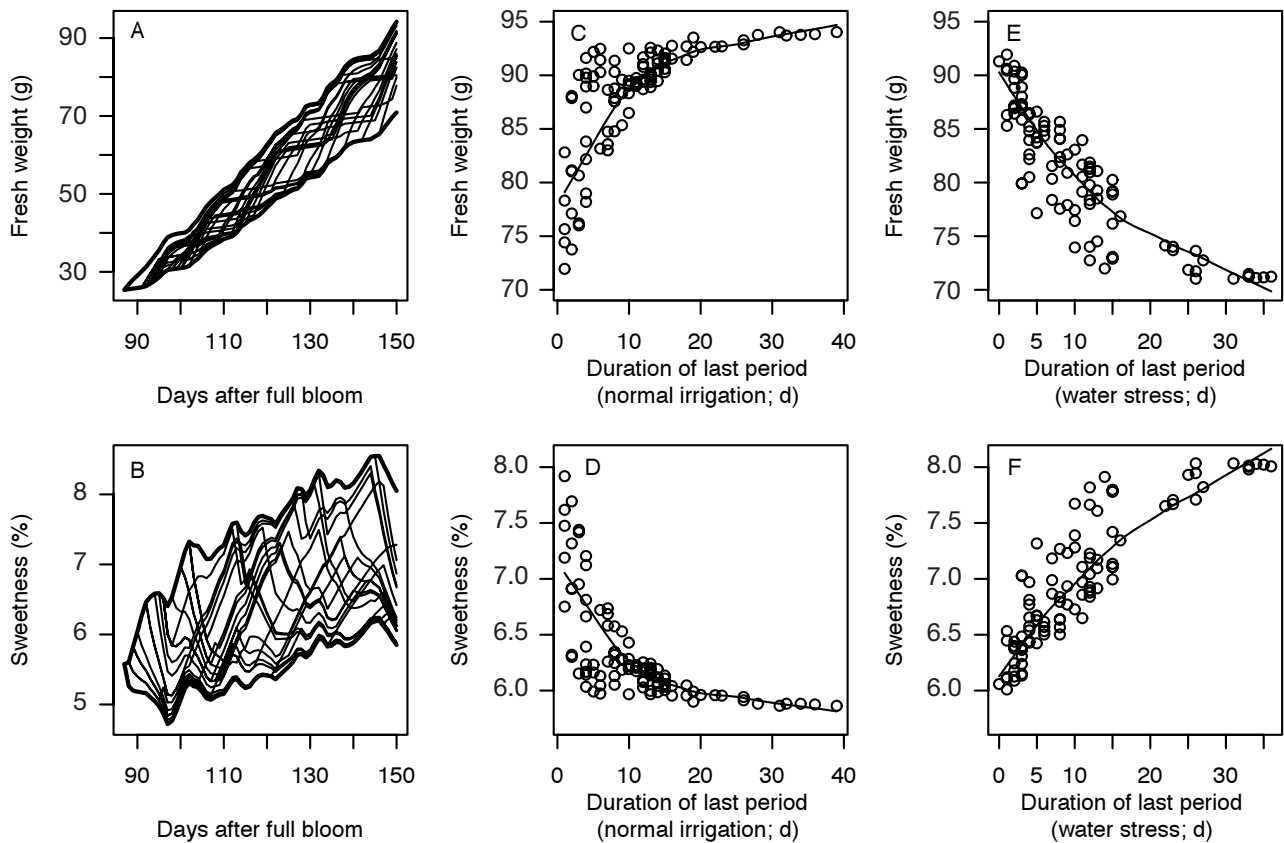 A
Fresh weight (g)
90
70
50
30
90 110 130 150
Days after full bloom
C
Fresh weight (g)
95
90
85
80
75
70
0 10 20 30 40
Duration of last period
(normal irrigation; d)
E
Fresh weight (g)
95
90
85
80
75
70
0 5 10 20 30
Duration of last period
(water stress; d)
B
Sweetness (%)
8
7
6
5
90 110 130 150
Days after full bloom
D
Sweetness (%)
8.0
7.5
7.0
6.5
6.0
0 10 20 30 40
Duration of last period
(normal irrigation; d)
F
Sweetness (%)
8.0
7.5
7.0
6.5
6.0
0 5 10 20 30
Duration of last period
(water stress; d)